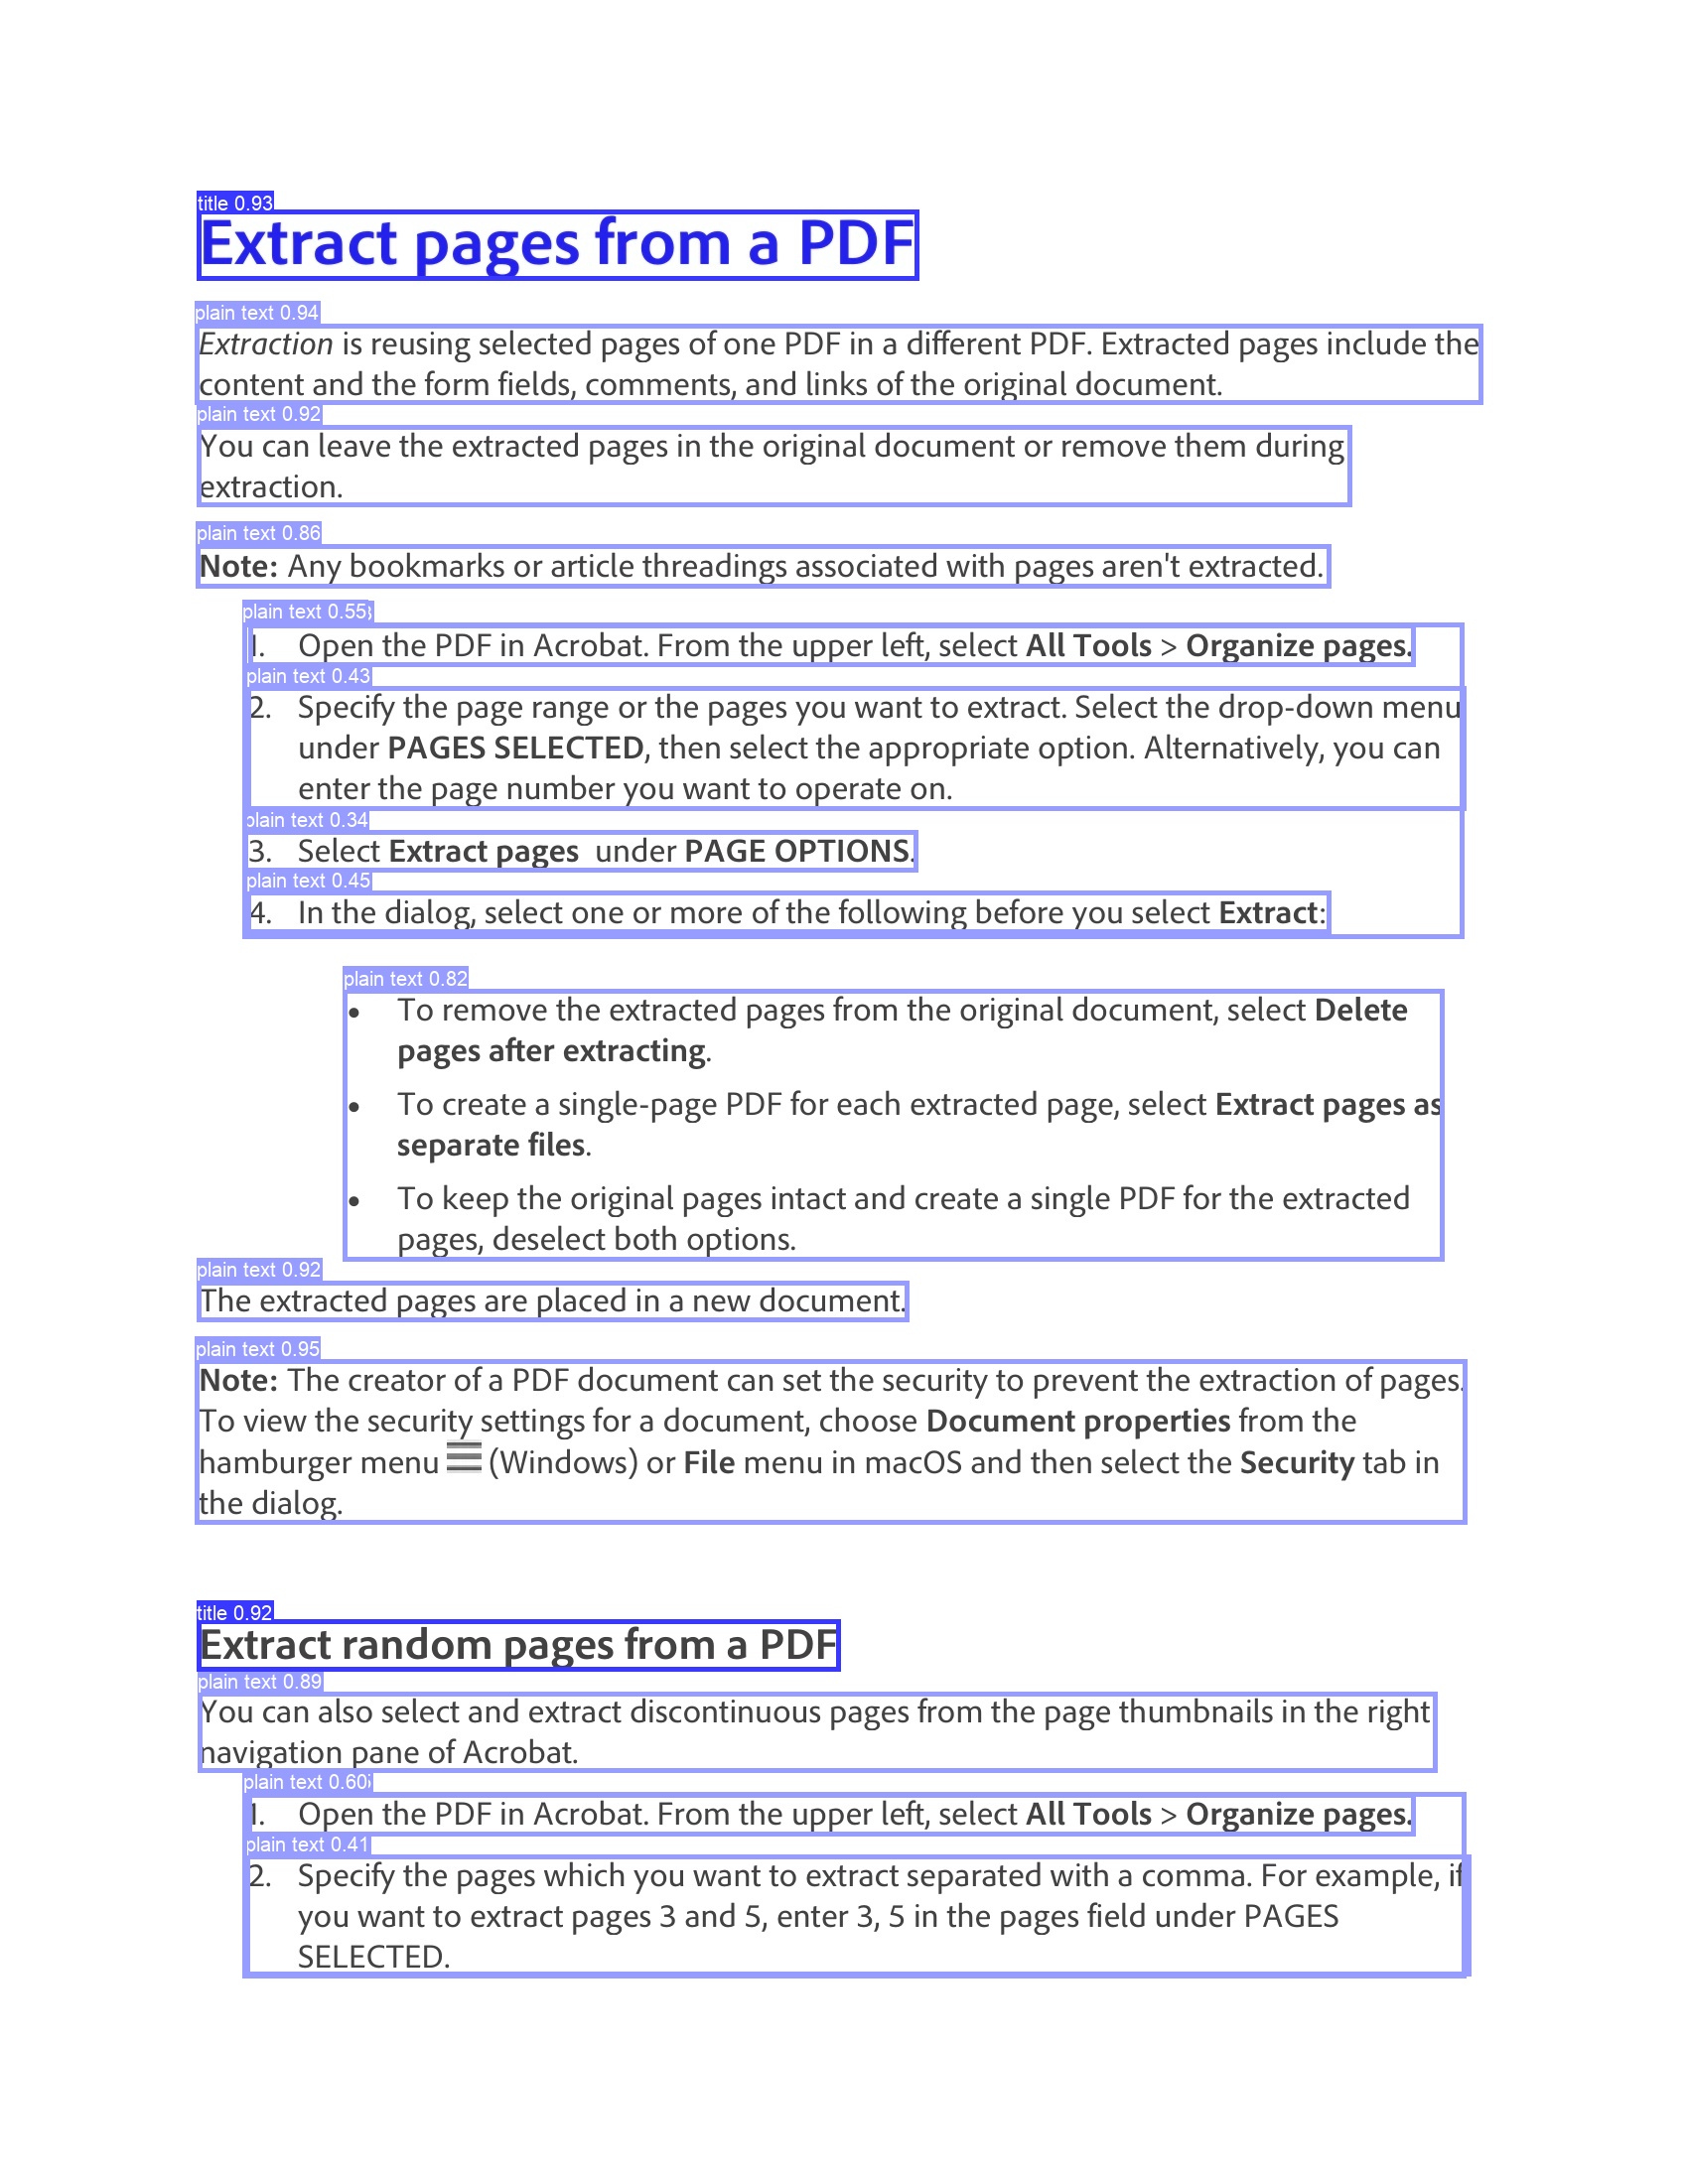 title 0.93
Extract pages from a PDF
plain text 0.94
Extraction is reusing selected pages of one PDF in a different PDF. Extracted pages include the
content and the form fields, comments, and links of the original document.
plain text 0.92
You can leave the extracted pages in the original document or remove them during
extraction.
plain text 0.86
Note: Any bookmarks or article threadings associated with pages aren't extracted.
plain text 0.55
1. Open the PDF in Acrobat. From the upper left, select All Tools > Organize pages.
plain text 0.43
2. Specify the page range or the pages you want to extract. Select the drop-down menu
under PAGES SELECTED, then select the appropriate option. Alternatively, you can
enter the page number you want to operate on.
plain text 0.34
3. Select Extract pages under PAGE OPTIONS.
plain text 0.45
4. In the dialog, select one or more of the following before you select Extract:
plain text 0.82
• To remove the extracted pages from the original document, select Delete
pages after extracting.
• To create a single-page PDF for each extracted page, select Extract pages as
separate files.
• To keep the original pages intact and create a single PDF for the extracted
pages, deselect both options.
plain text 0.92
The extracted pages are placed in a new document.
plain text 0.95
Note: The creator of a PDF document can set the security to prevent the extraction of pages.
To view the security settings for a document, choose Document properties from the
hamburger menu (Windows) or File menu in macOS and then select the Security tab in
the dialog.
title 0.92
Extract random pages from a PDF
plain text 0.89
You can also select and extract discontinuous pages from the page thumbnails in the right
navigation pane of Acrobat.
plain text 0.60
1. Open the PDF in Acrobat. From the upper left, select All Tools > Organize pages.
plain text 0.41
2. Specify the pages which you want to extract separated with a comma. For example, if
you want to extract pages 3 and 5, enter 3, 5 in the pages field under PAGES
SELECTED.